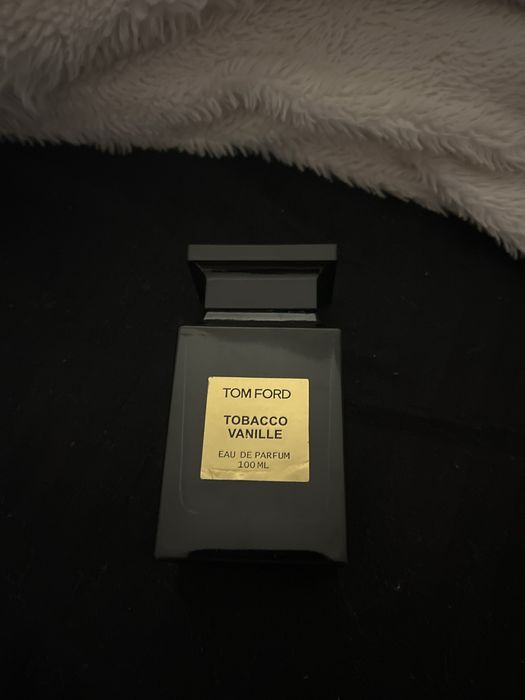 TOM FORD
TOBACCO
VANILLE
EAU DE PARFUM
100 ML